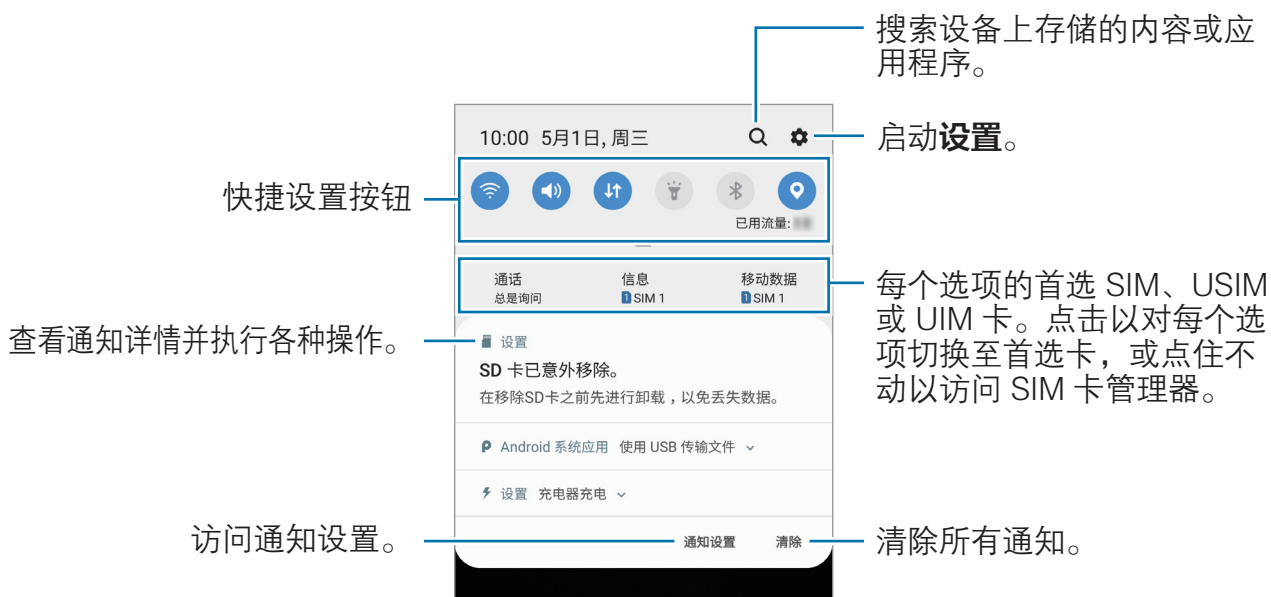 搜索设备上存储的内容或应
用程序。
10:00 5月1日, 周三
启动设置。
快捷设置按钮
已用流量:
通话
信息
移动数据
总是询问
1 SIM 1
1 SIM 1
每个选项的首选 SIM、USIM
或 UIM 卡。点击以对每个选
项切换至首选卡，或点住不
动以访问 SIM 卡管理器。
查看通知详情并执行各种操作。
设置
SD 卡已意外移除。
在移除SD卡之前先进行卸载，以免丢失数据。
Android 系统应用 使用 USB 传输文件
设置 充电器充电
访问通知设置。
通知设置
清除
清除所有通知。